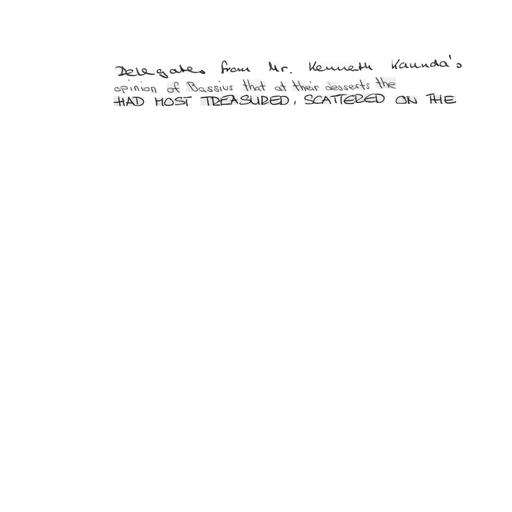 Delegates from Mr. Kenneth Kaunda's
opinion of Bassius that at their desserts the
HAD MOST TREASURED, SCATTERED ON THE